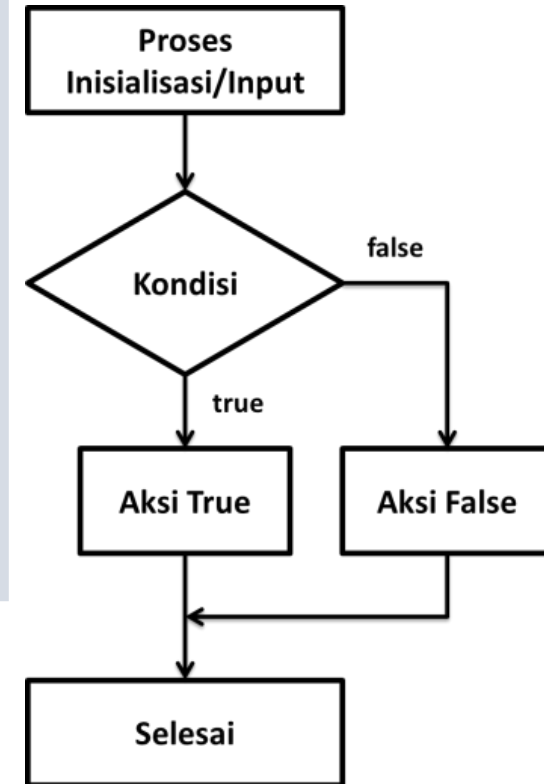 Proses
Inisialisasi/Input
false
Kondisi
true
Aksi True
Aksi False
Selesai